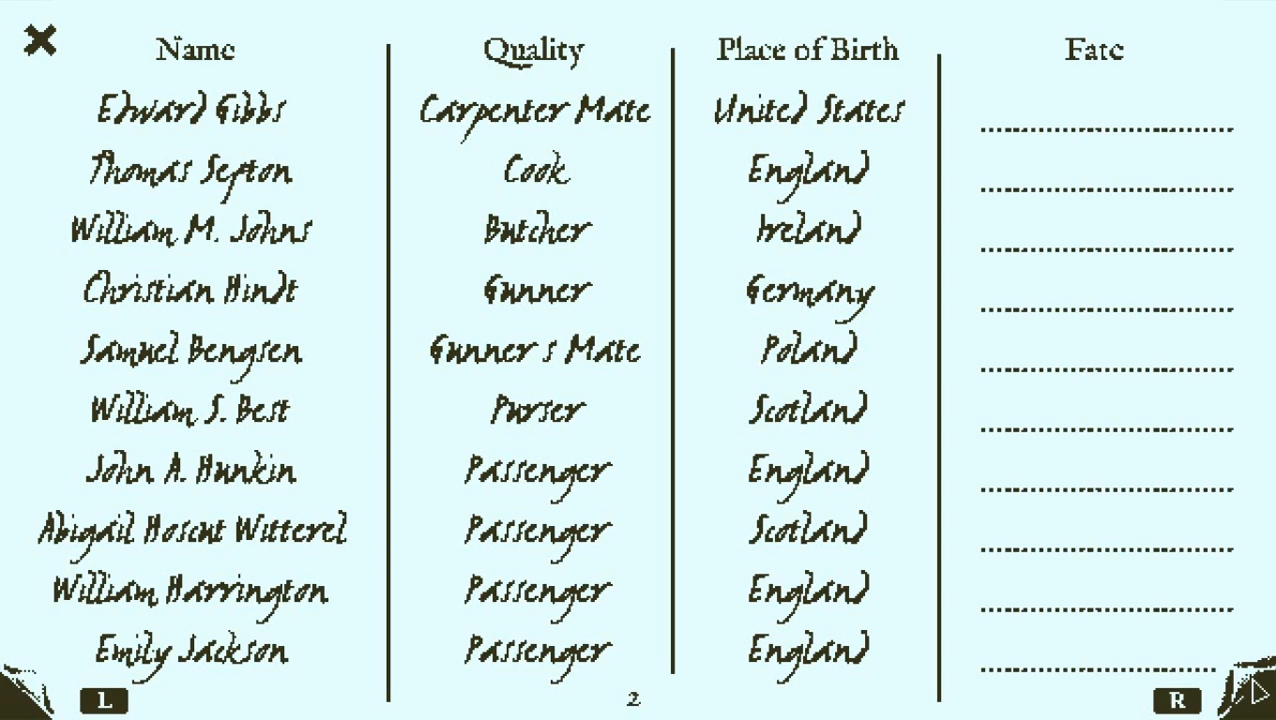 Name Quality Place of Birth Fate
Edward Gibbs Carpenter Mate United States
Thomas Sefton Cook England
William M. Johns Butcher Ireland
Christian Hindt Gunner Germany
Samuel Bengsen Gunner s Mate Poland
William S. Best Purser Scotland
John A. Hunkin Passenger England
Abigail Hoscut Witterel Passenger Scotland
William Harrington Passenger England
Emily Jackson Passenger England
L 2 R